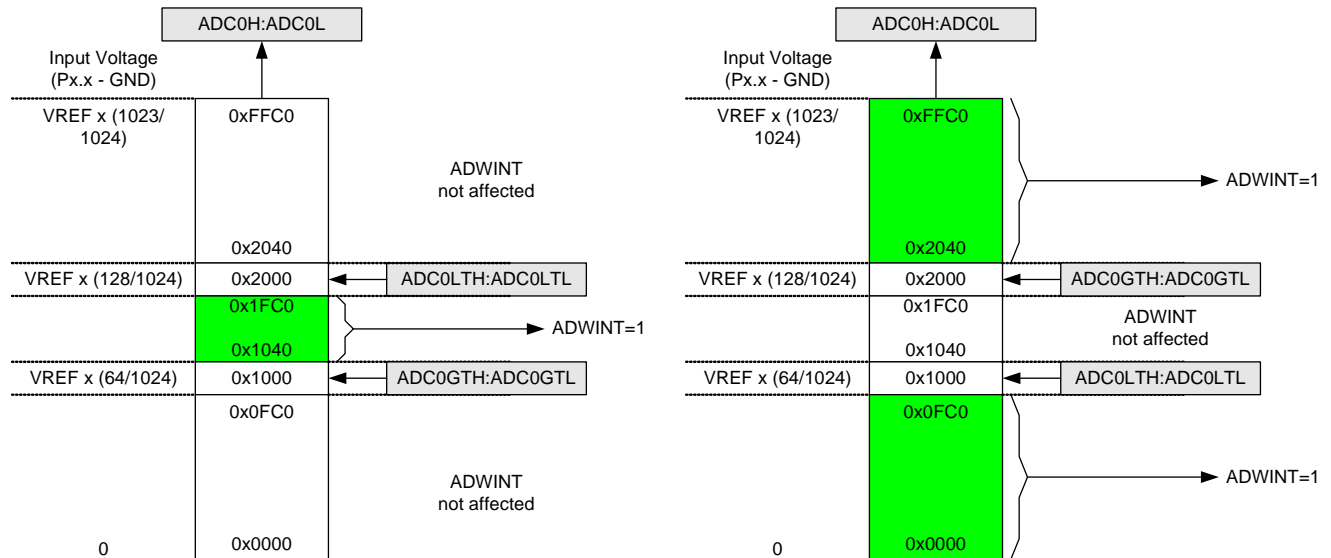 ADC0H:ADC0L
Input Voltage
(Px.x - GND)
VREF x (1023/
1024)
0xFFC0
ADWINT
not affected
0x2040
VREF x (128/1024)
0x2000
ADC0LTH:ADC0LTL
0x1FC0
ADWINT=1
0x1040
VREF x (64/1024)
0x1000
ADC0GTH:ADC0GTL
0x0FC0
ADWINT
not affected
0
0x0000
ADC0H:ADC0L
Input Voltage
(Px.x - GND)
VREF x (1023/
1024)
0xFFC0
ADWINT=1
0x2040
VREF x (128/1024)
0x2000
ADC0GTH:ADC0GTL
0x1FC0
ADWINT
not affected
0x1040
VREF x (64/1024)
0x1000
ADC0LTH:ADC0LTL
0x0FC0
ADWINT=1
0
0x0000